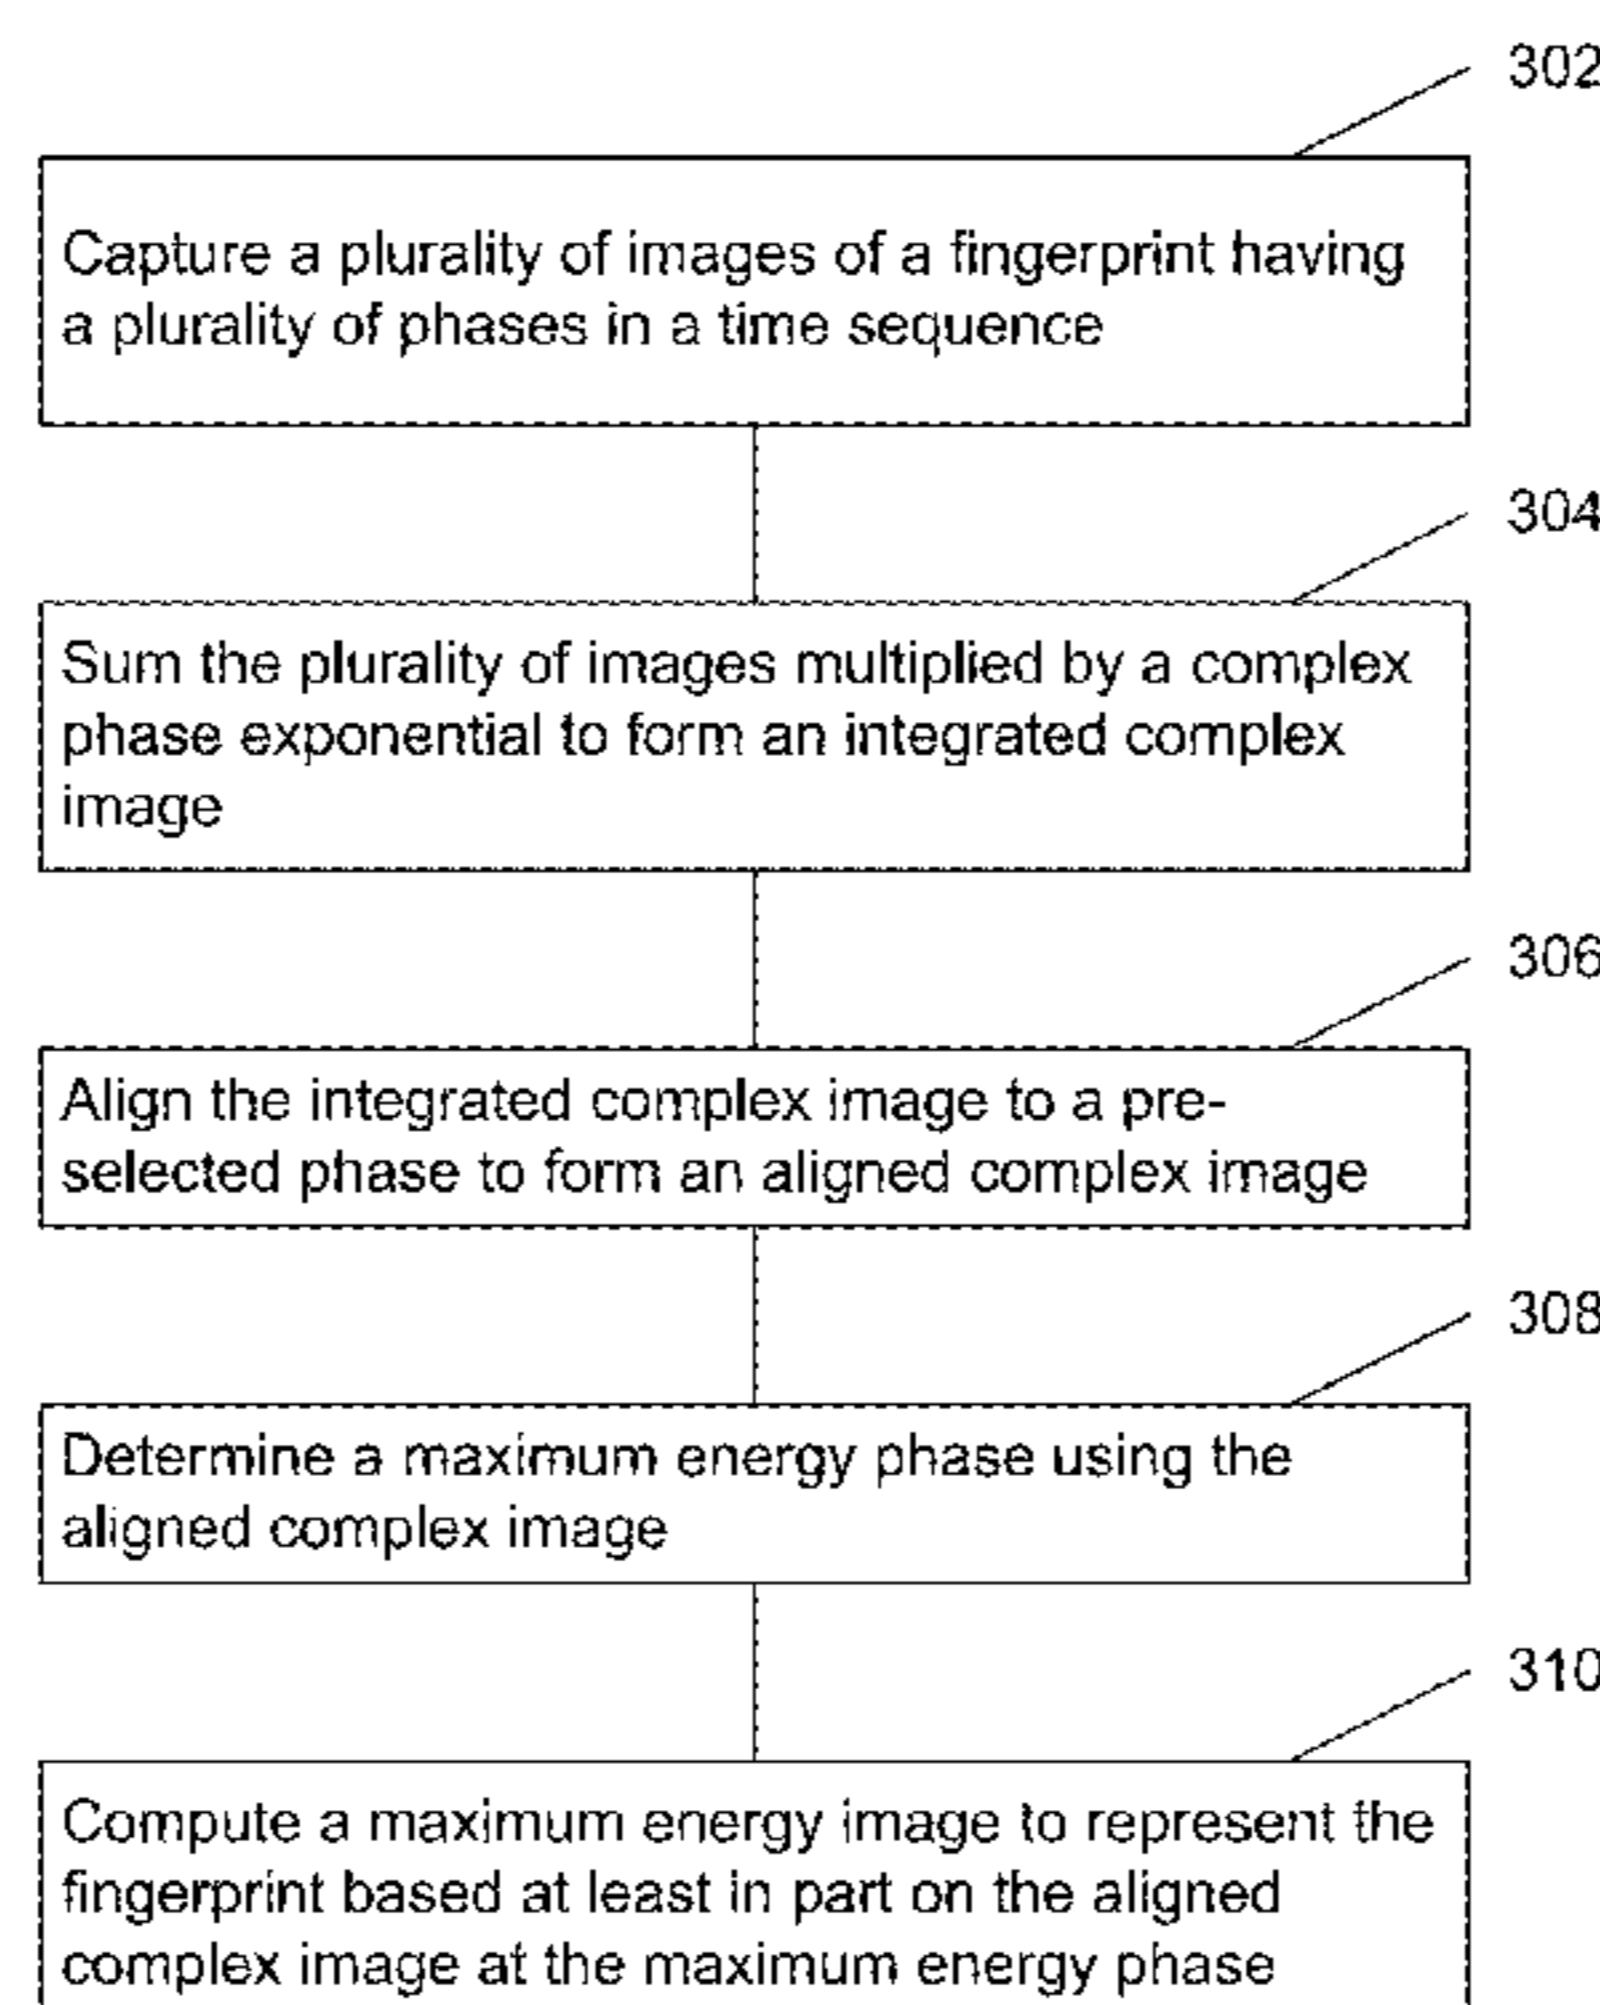 302
Capture a plurality of images of a fingerprint having
a plurality of phases in a time sequence
304
Sum the plurality of images multiplied by a complex
phase exponential to form an integrated complex
image
306
Align the integrated complex image to a pre-
selected phase to form an aligned complex image
308
Determine a maximum energy phase using the
aligned complex image
310
Compute a maximum energy image to represent the
fingerprint based at least in part on the aligned
complex image at the maximum energy phase